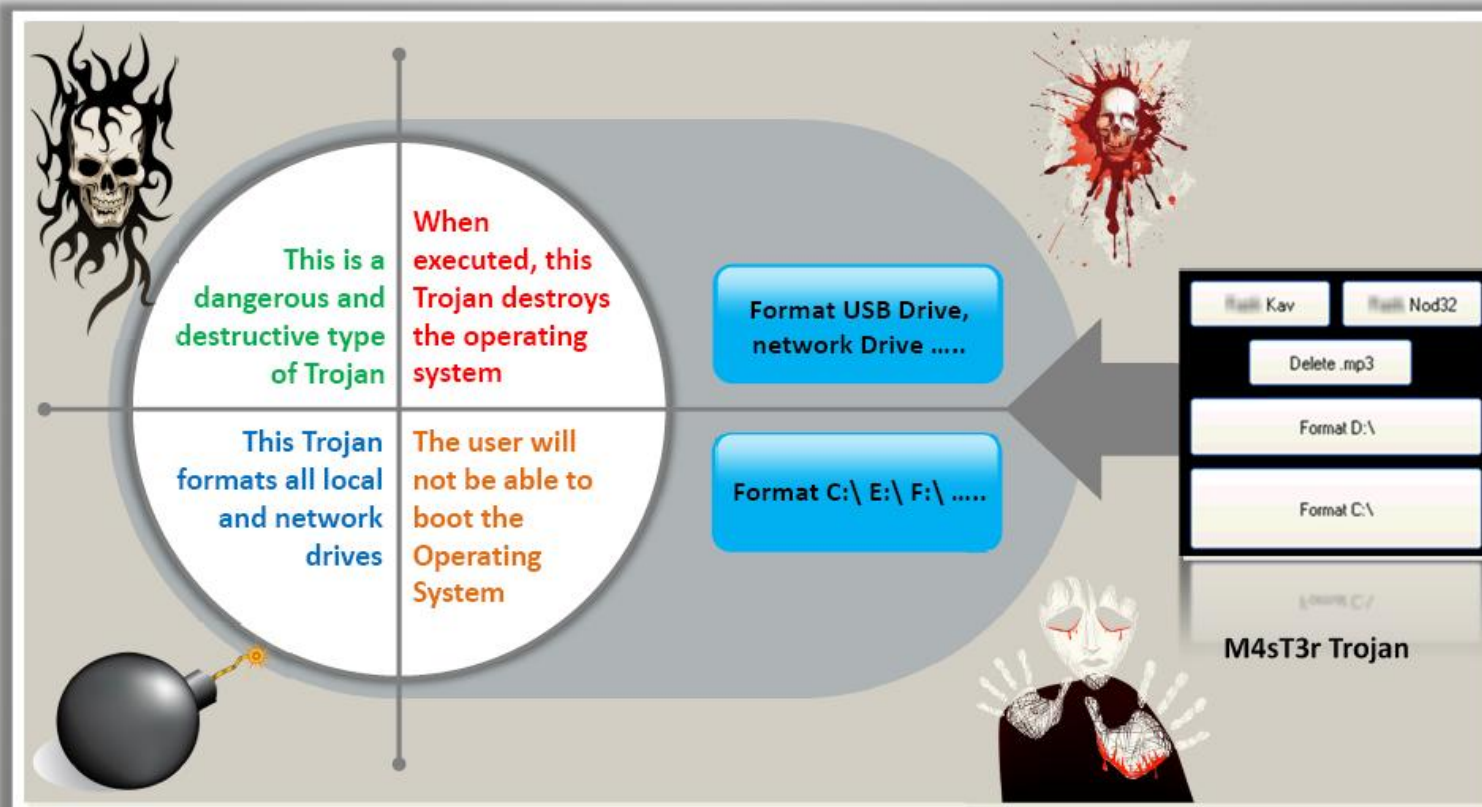 This is a
dangerous and
destructive type
of Trojan
When
executed, this
Trojan destroys
the operating
system
This Trojan
formats all local
and network
drives
The user will
not be able to
boot the
Operating
System
Format USB Drive,
network Drive .....
Format C:\ E:\ F:\ .....
Kav
Nod32
Delete .mp3
Format D:\
Format C:\
Format C:\
M4sT3r Trojan